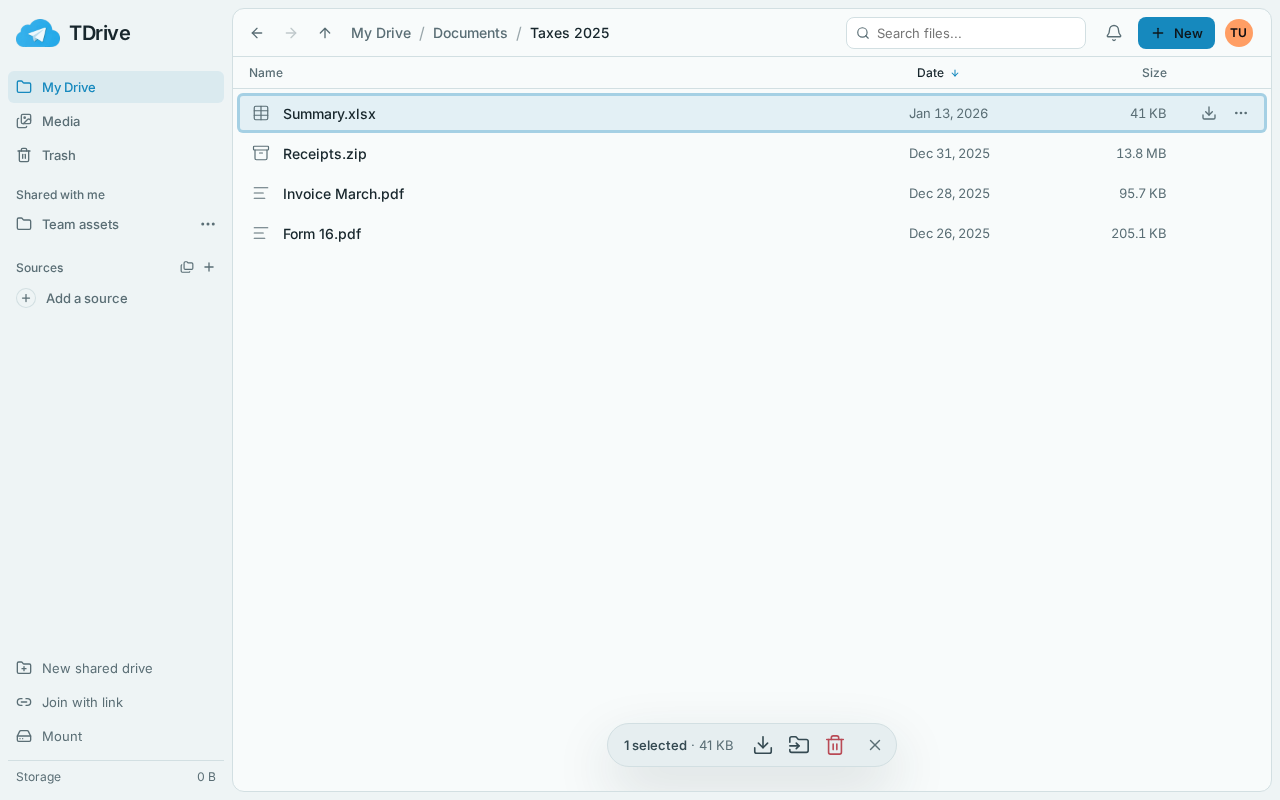 TDrive
My Drive
Media
Trash
Shared with me
Team assets
Sources
Add a source
New shared drive
Join with link
Mount
Storage 0 B
My Drive / Documents / Taxes 2025
Search files...
New
TU
Name Date Size
Summary.xlsx Jan 13, 2026 41 KB
Receipts.zip Dec 31, 2025 13.8 MB
Invoice March.pdf Dec 28, 2025 95.7 KB
Form 16.pdf Dec 26, 2025 205.1 KB
1 selected · 41 KB